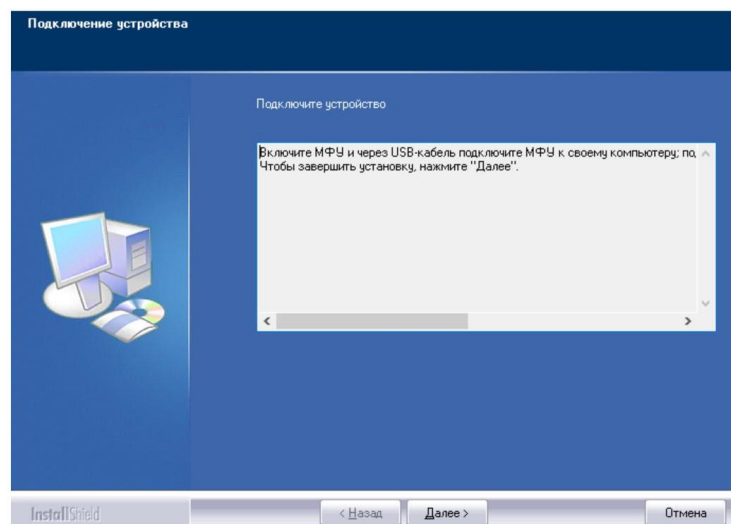 Подключение устройства
Подключите устройство
Включите МФУ и через USB-кабель подключите МФУ к своему компьютеру; по
Чтобы завершить установку, нажмите "Далее".
InstallShield
< Назад
Далее >
Отмена